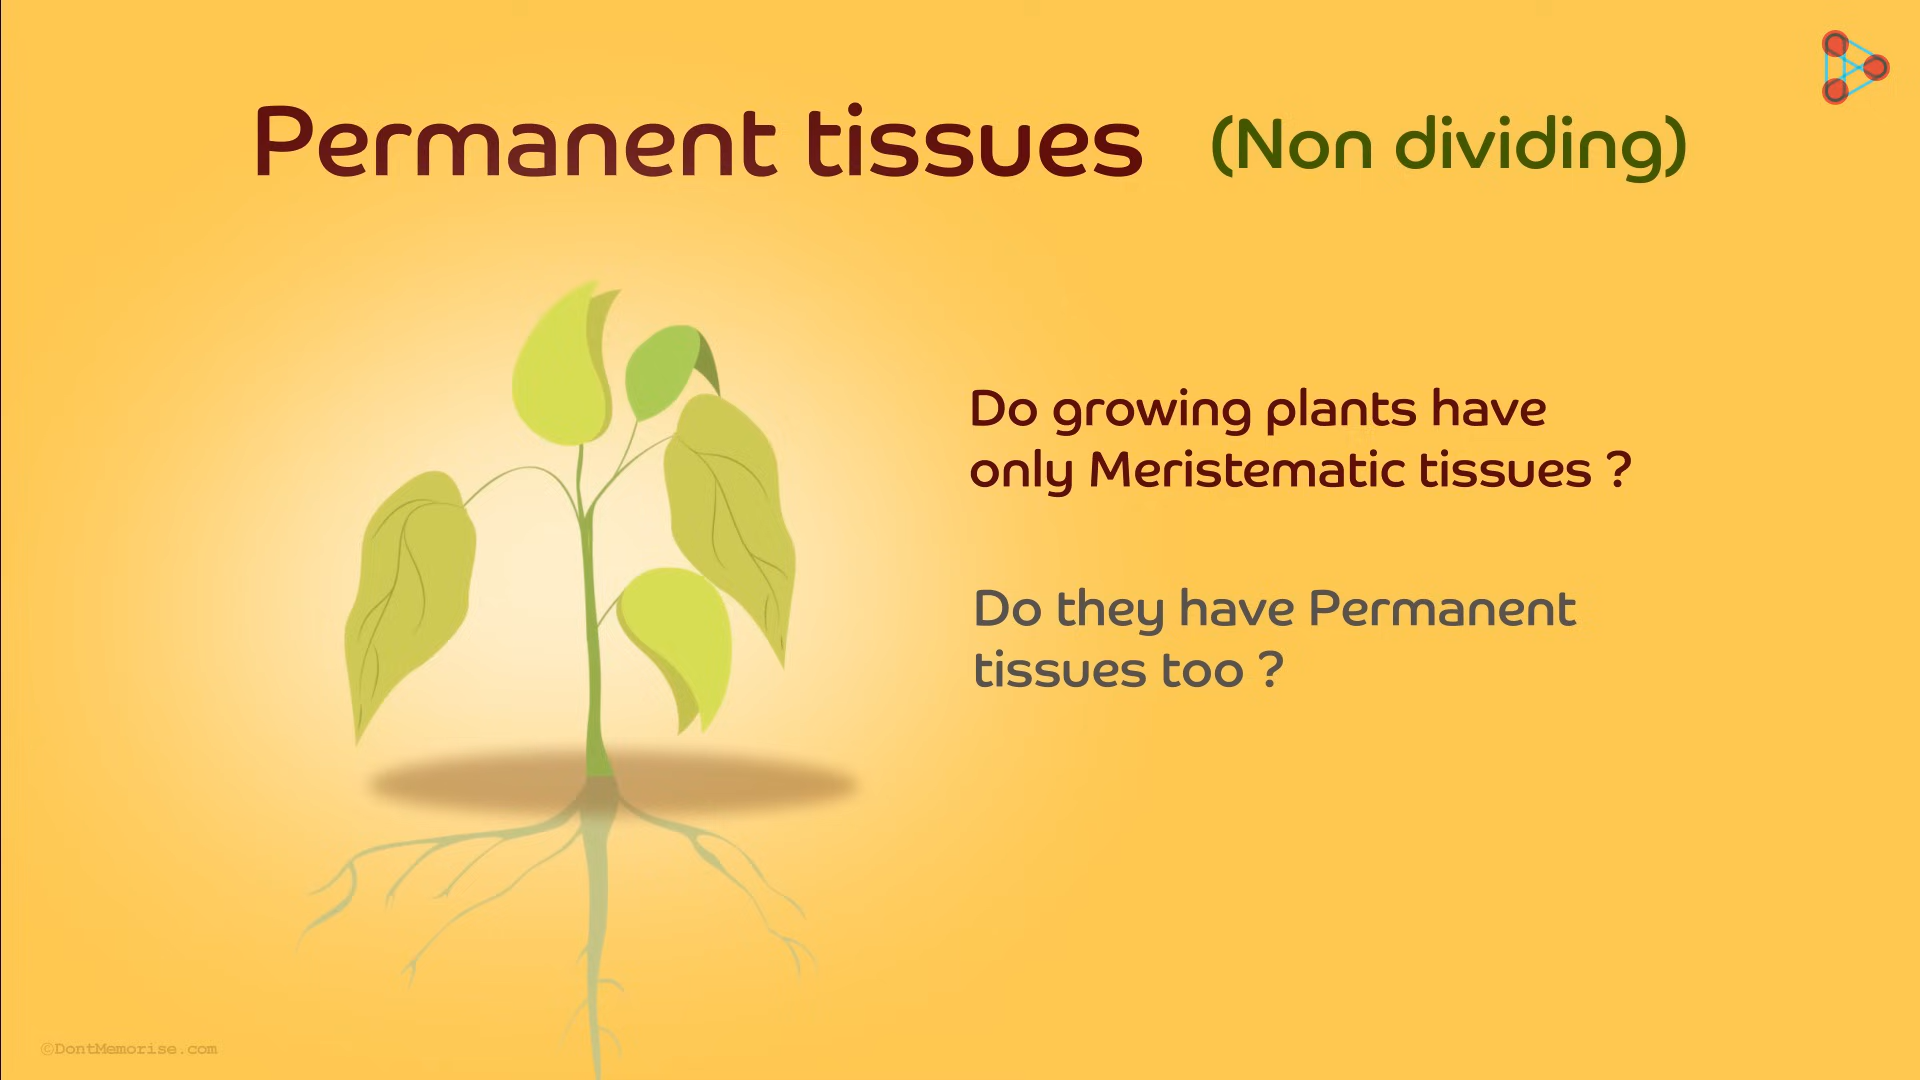 Permanent tissues (Non dividing)
Do growing plants have
only Meristematic tissues ?
Do they have Permanent
tissues too ?
©DontMemorise.com